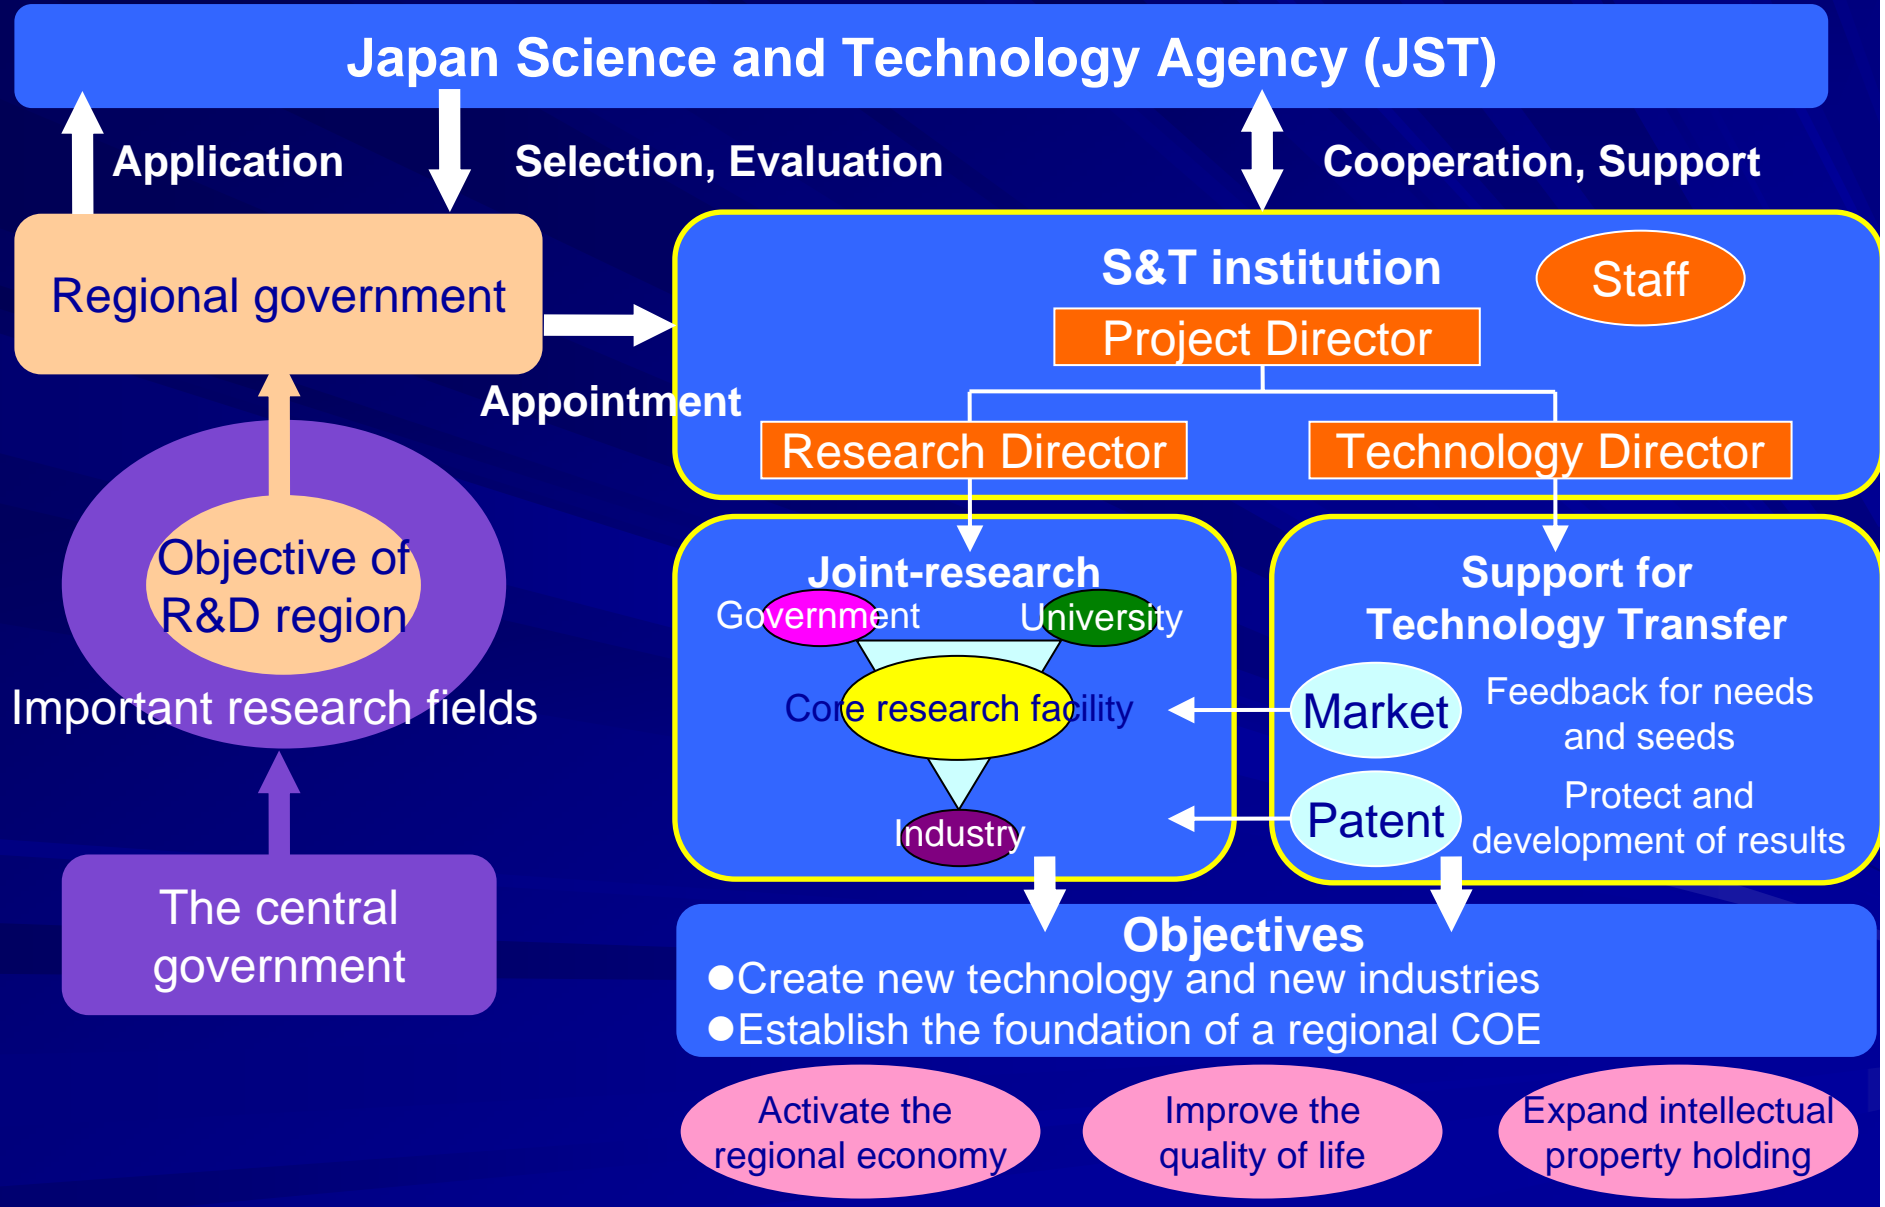 Japan Science and Technology Agency (JST)
Application
Selection, Evaluation
Cooperation, Support
Regional government
Appointment
S&T institution
Staff
Project Director
Research Director
Technology Director
Objective of
R&D region
Important research fields
The central
government
Joint-research
Government
University
Core research facility
Industry
Support for
Technology Transfer
Market
Feedback for needs
and seeds
Patent
Protect and
development of results
Objectives
●Create new technology and new industries
●Establish the foundation of a regional COE
Activate the
regional economy
Improve the
quality of life
Expand intellectual
property holding